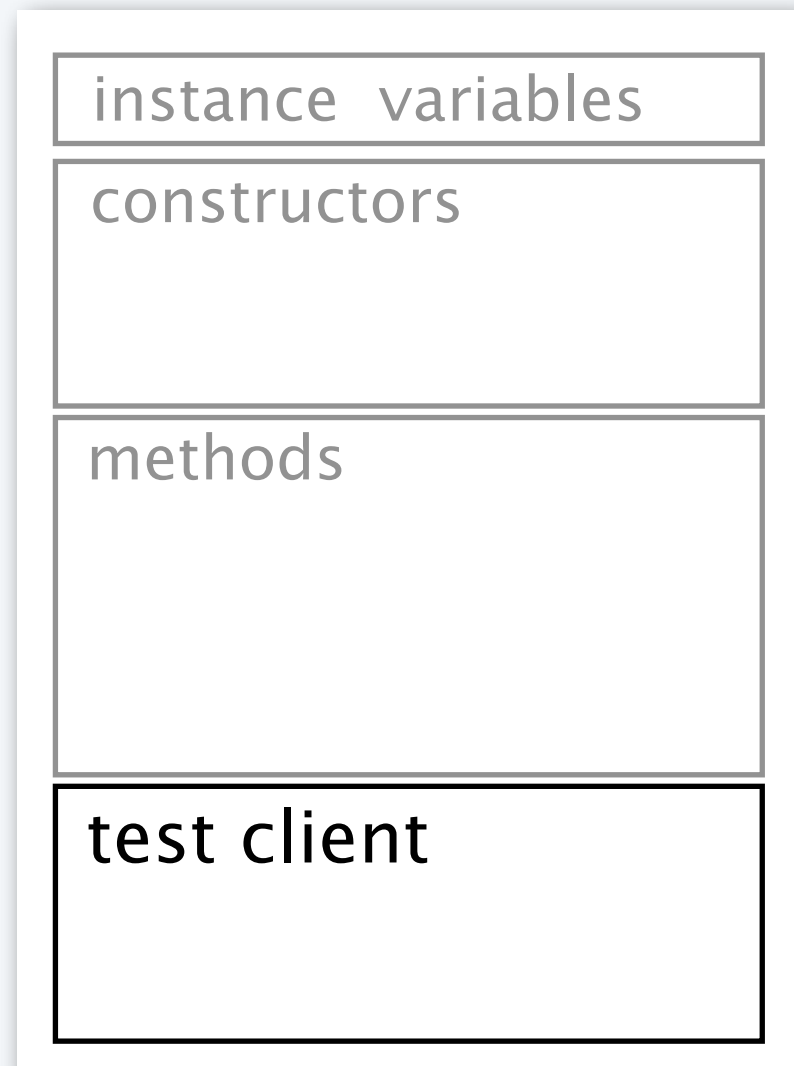 instance variables
constructors
methods
test client